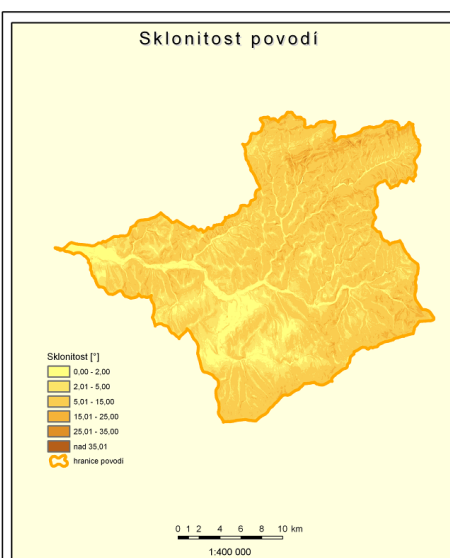 Sklonitost povodí
Sklonitost [°]
0,00 - 2,00
2,01 - 5,00
5,01 - 15,00
15,01 - 25,00
25,01 - 35,00
nad 35,01
hranice povodí
0 1 2 4 6 8 10 km
1:400 000